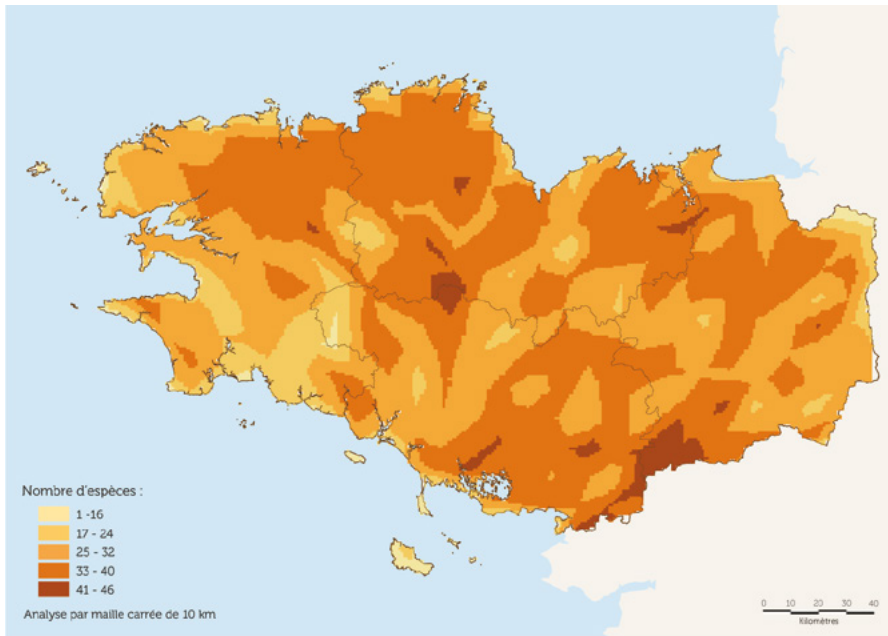 Nombre d'espèces :
1 -16
17 - 24
25 - 32
33 - 40
41 - 46
Analyse par maille carrée de 10 km
0 10 20 30 40
Kilomètres